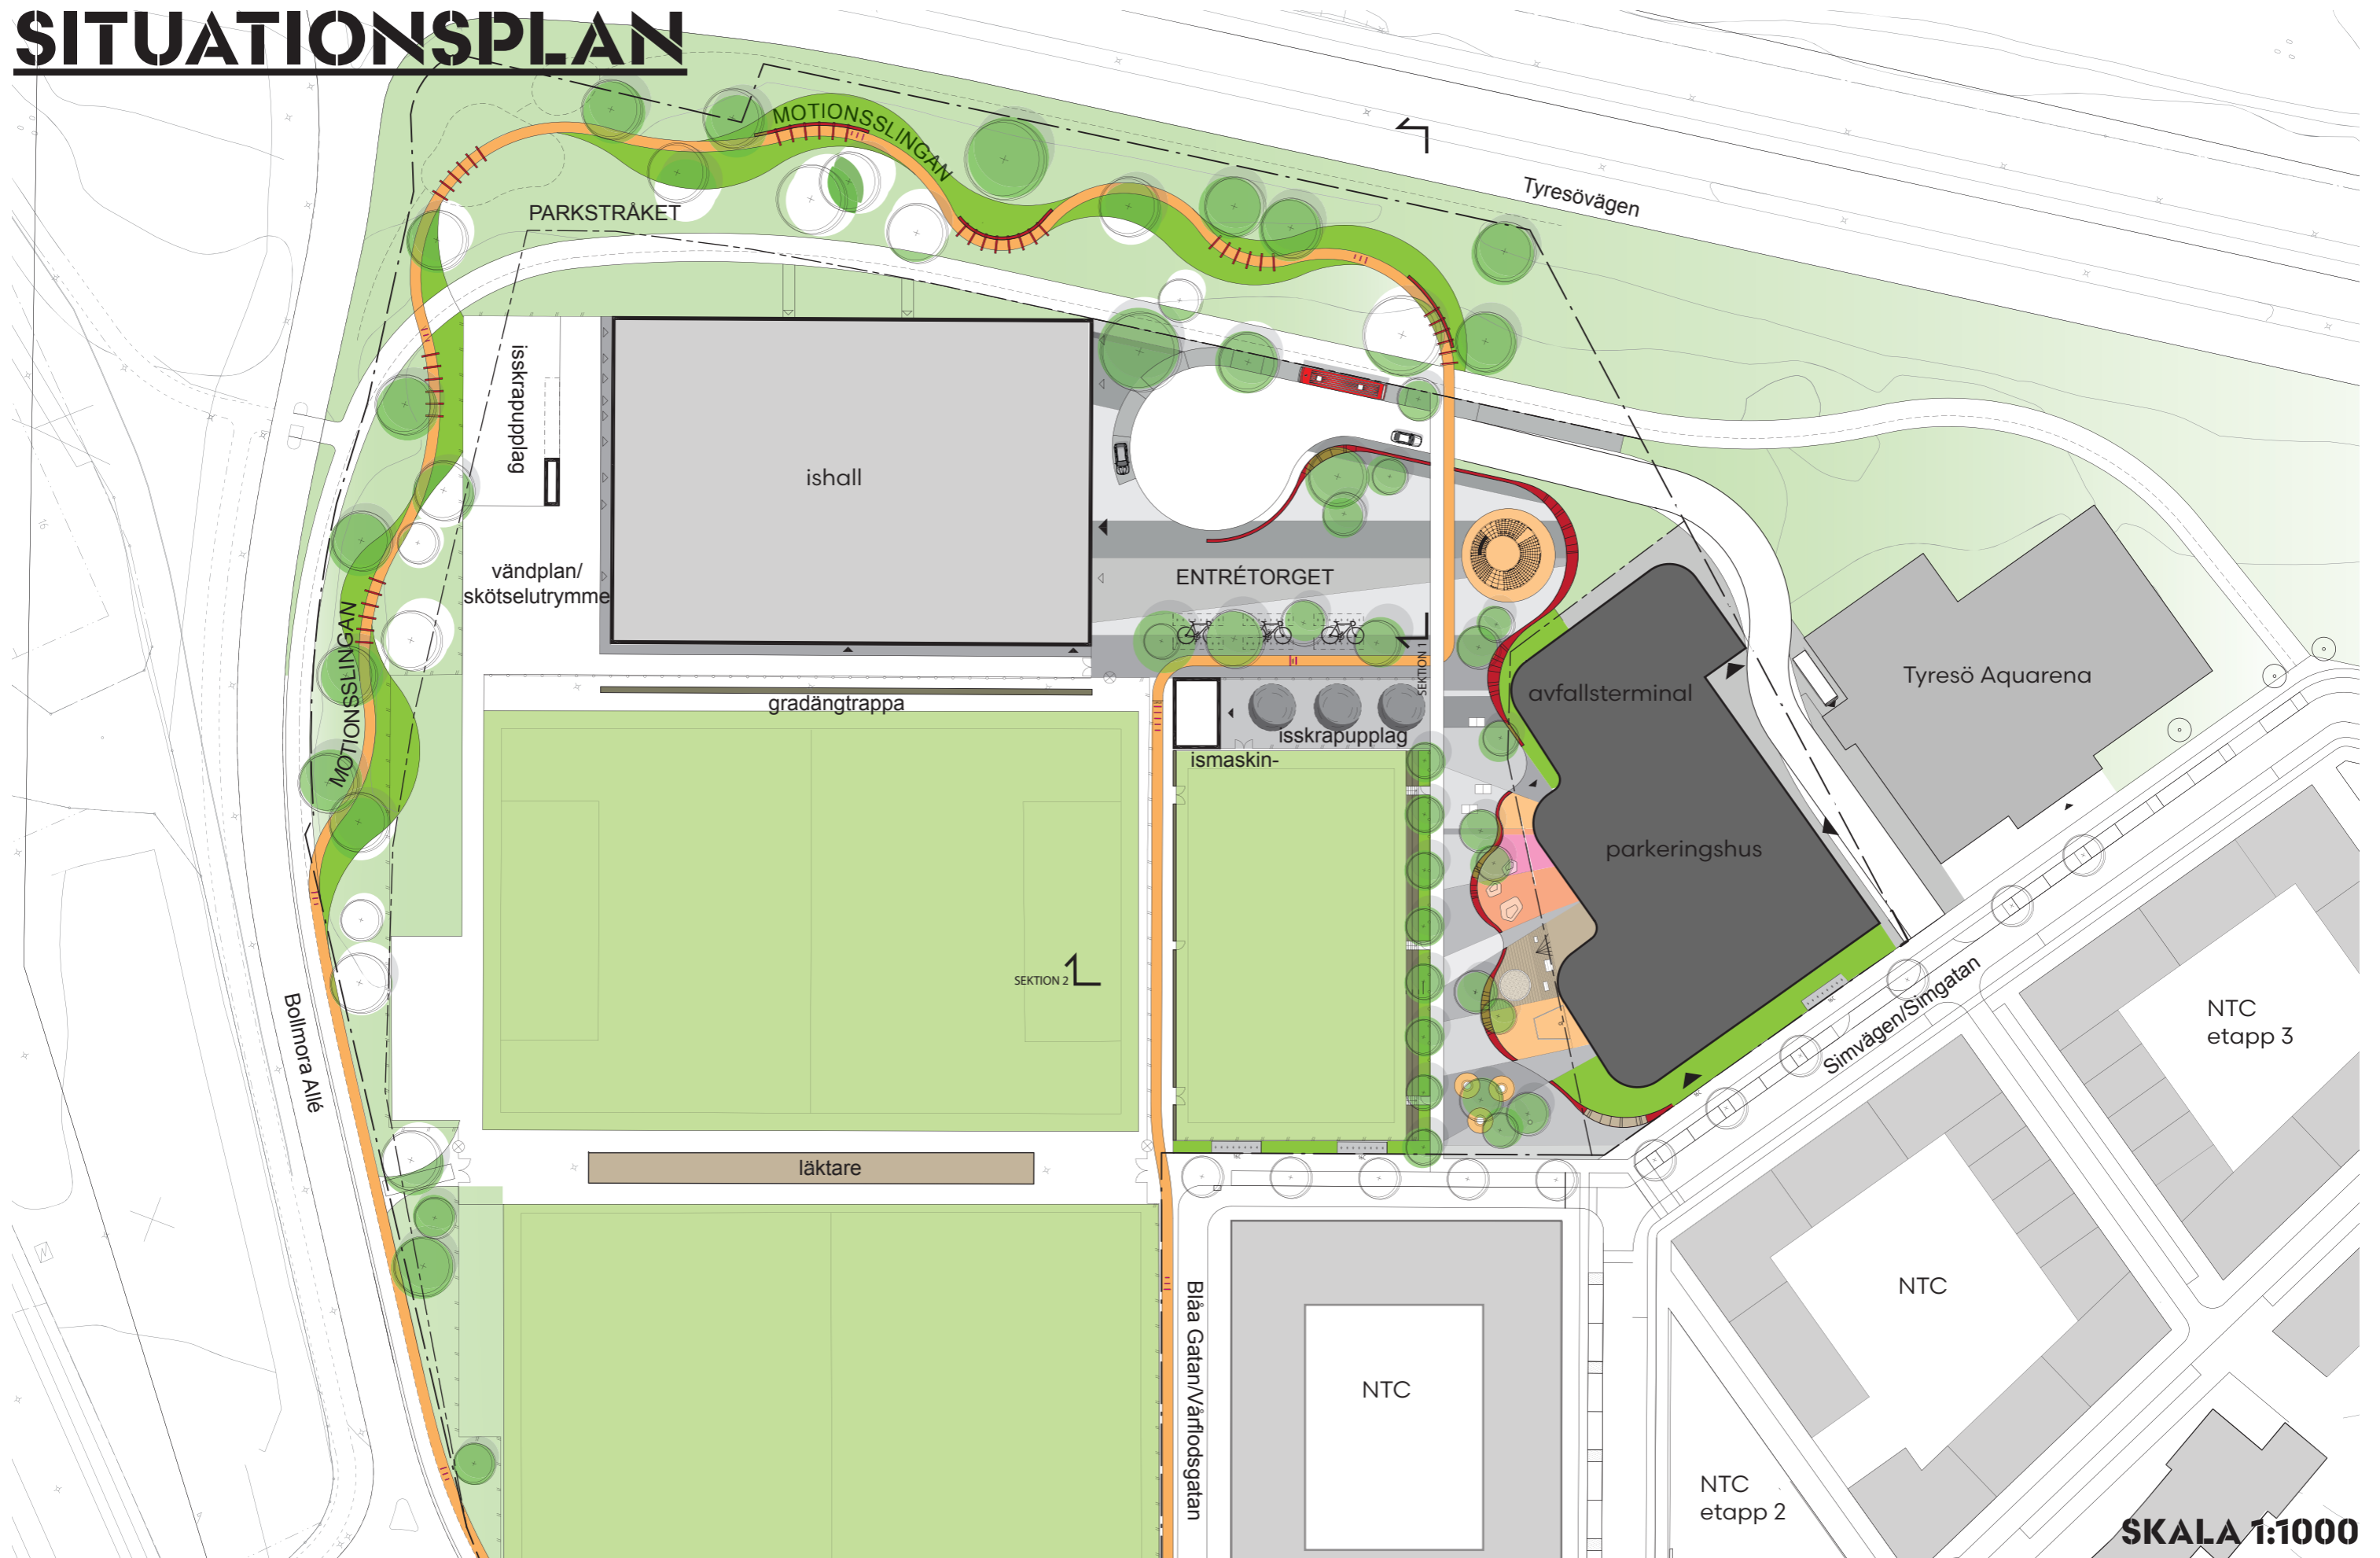 SITUATIONSPLAN
MOTIONSSLINGAN
Tyresövägen
PARKSTRÅKET
isskrapupplag
ishall
vändplan/
skötselutrymme
ENTRÉTORGET
MOTIONSSLINGAN
SEKTION 1
gradängtrappa
avfallsterminal
Tyresö Aquarena
isskrapupplag
ismaskin-
parkeringshus
SEKTION 2
Bollmora Allé
Simvägen/Simgatan
NTC
etapp 3
läktare
Blåa Gatan/Vårflodsgatan
NTC
NTC
NTC
etapp 2
SKALA 1:1000